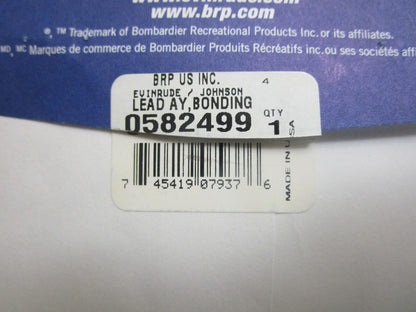 www.brp.com
®, ™ Trademark of Bombardier Recreational Products Inc. or its affiliates.
MD, MC Marques de commerce de Bombardier Produits Récréatifs inc. ou ses sociétés
BRP US INC. 4
EVINRUDE / JOHNSON
LEAD AY,BONDING
0582499 QTY 1
MADE IN USA
7 45419 07937 6